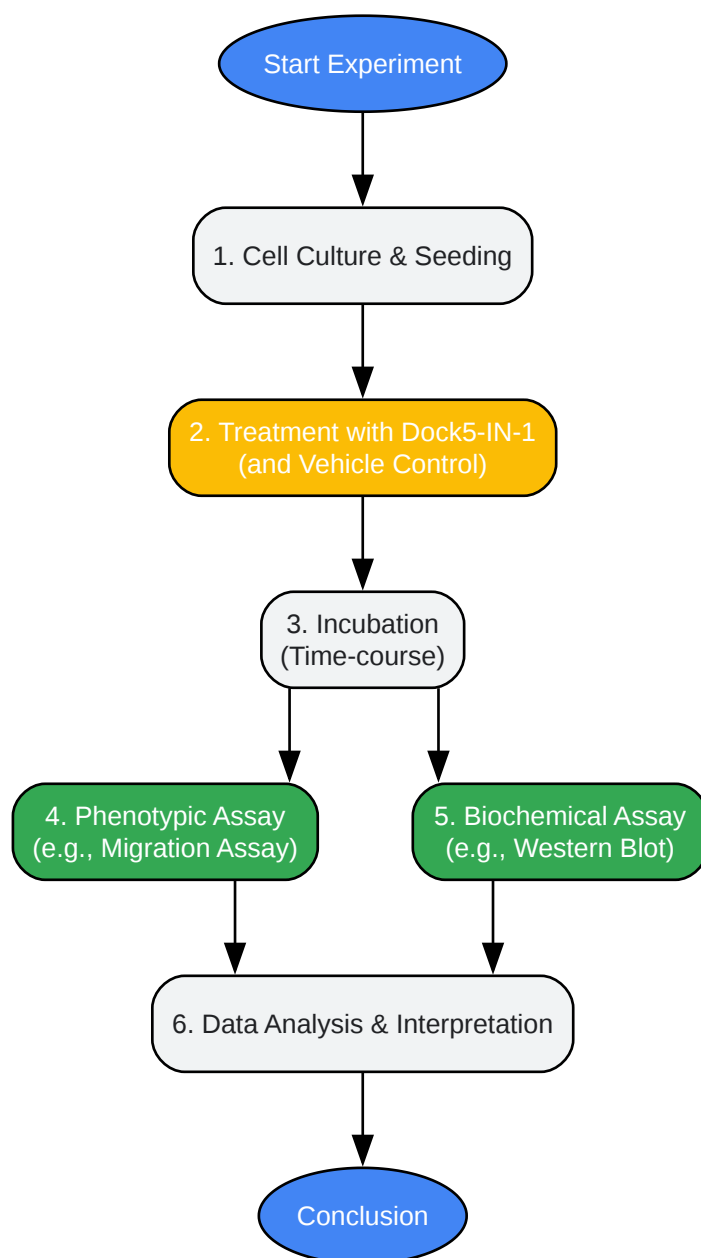 Start Experiment
1. Cell Culture & Seeding
2. Treatment with Dock5-IN-1
(and Vehicle Control)
3. Incubation
(Time-course)
4. Phenotypic Assay
(e.g., Migration Assay)
5. Biochemical Assay
(e.g., Western Blot)
6. Data Analysis & Interpretation
Conclusion